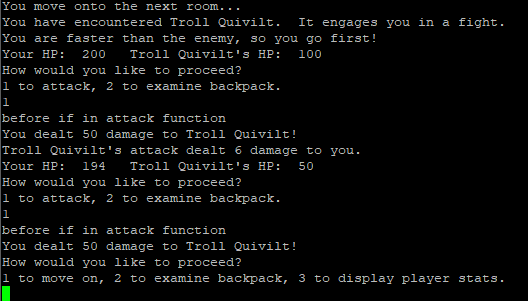 You move onto the next room...
You have encountered Troll Quivilt.  It engages you in a fight.
You are faster than the enemy, so you go first!
Your HP:  200   Troll Quivilt's HP:  100
How would you like to proceed?
1 to attack, 2 to examine backpack.
1
before if in attack function
You dealt 50 damage to Troll Quivilt!
Troll Quivilt's attack dealt 6 damage to you.
Your HP:  194   Troll Quivilt's HP:  50
How would you like to proceed?
1 to attack, 2 to examine backpack.
1
before if in attack function
You dealt 50 damage to Troll Quivilt!
How would you like to proceed?
1 to move on, 2 to examine backpack, 3 to display player stats.